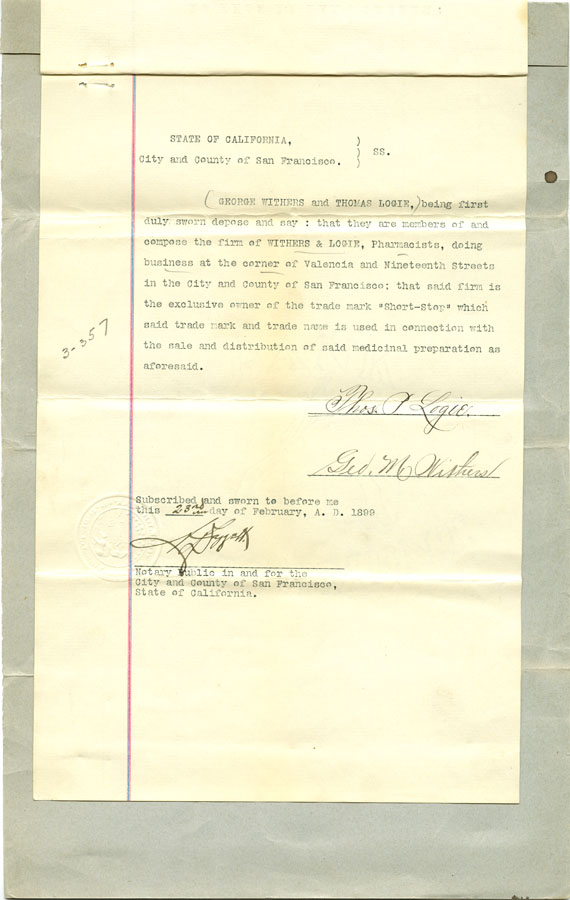 STATE OF CALIFORNIA, )
) SS.
City and County of San Francisco. )
(GEORGE WITHERS and THOMAS LOGIE,) being first
duly sworn depose and say : that they are members of and
compose the firm of WITHERS & LOGIE, Pharmacists, doing
business at the corner of Valencia and Nineteenth Streets
in the City and County of San Francisco; that said firm is
the exclusive owner of the trade mark "Short-Stop" which
said trade mark and trade name is used in connection with
the sale and distribution of said medicinal preparation as
aforesaid.
3-357
Thos. P. Logie.
Geo. M. Withers
Subscribed and sworn to before me
this 23rd day of February, A. D. 1899
Notary Public in and for the
City and County of San Francisco,
State of California.